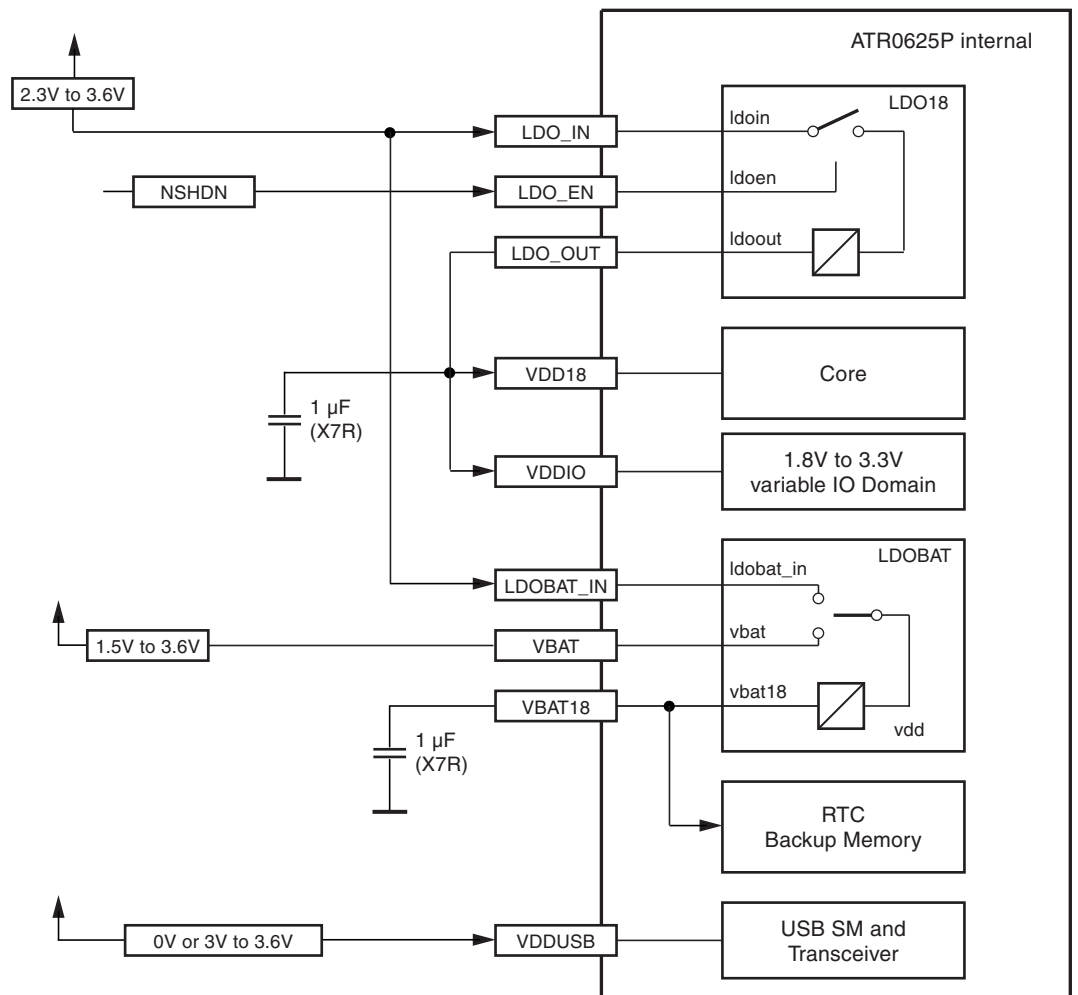 ATR0625P internal
2.3V to 3.6V
LDO18
LDO_IN
ldoin
NSHDN
LDO_EN
ldoen
LDO_OUT
ldoout
VDD18
Core
1 µF
(X7R)
VDDIO
1.8V to 3.3V
variable IO Domain
LDOBAT
LDOBAT_IN
ldobat_in
1.5V to 3.6V
VBAT
vbat
VBAT18
vbat18
vdd
1 µF
(X7R)
RTC
Backup Memory
0V or 3V to 3.6V
VDDUSB
USB SM and
Transceiver